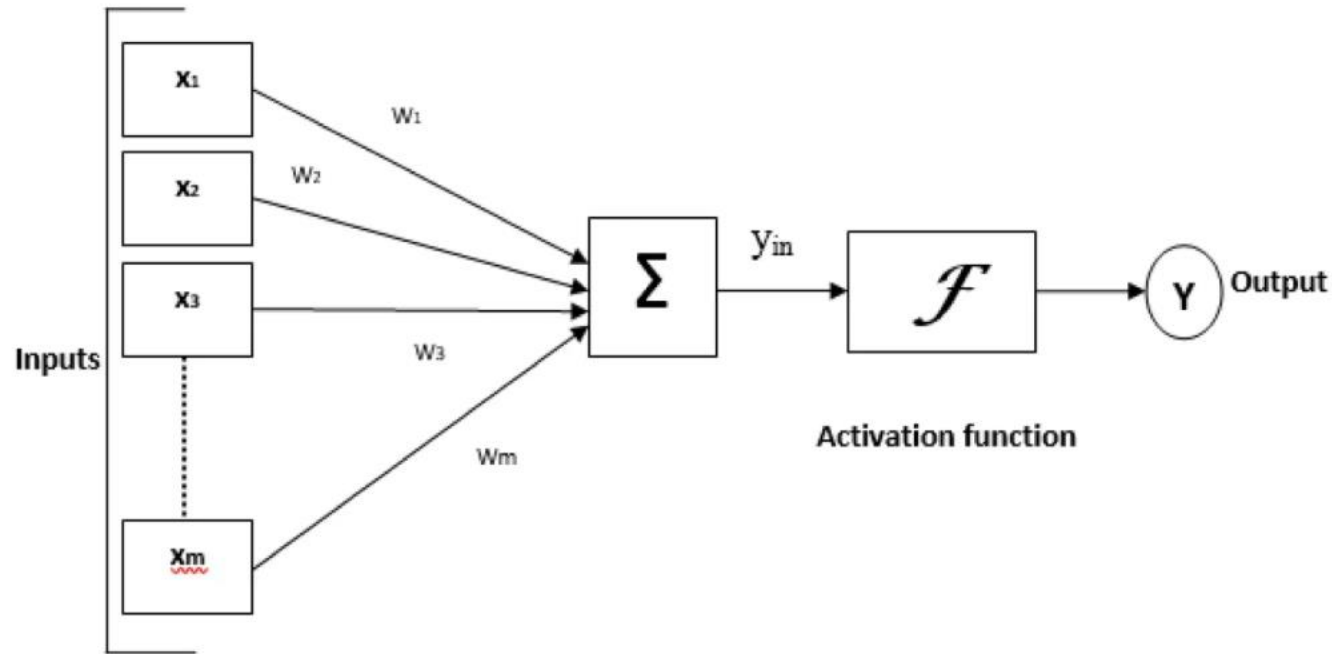 x1
w1
x2
w2
x3
w3
Inputs
xm
wm
Σ
yin
F
Activation function
Y
Output